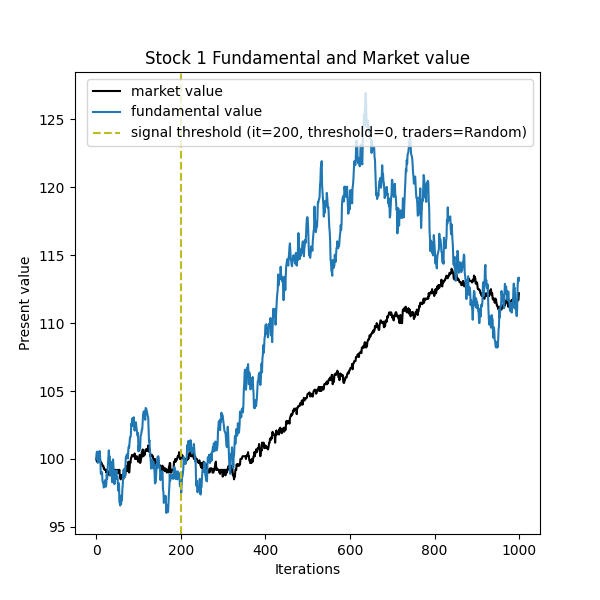 Stock 1 Fundamental and Market value
market value
fundamental value
signal threshold (it=200, threshold=0, traders=Random)
125
120
115
110
105
100
95
Present value
0 200 400 600 800 1000
Iterations